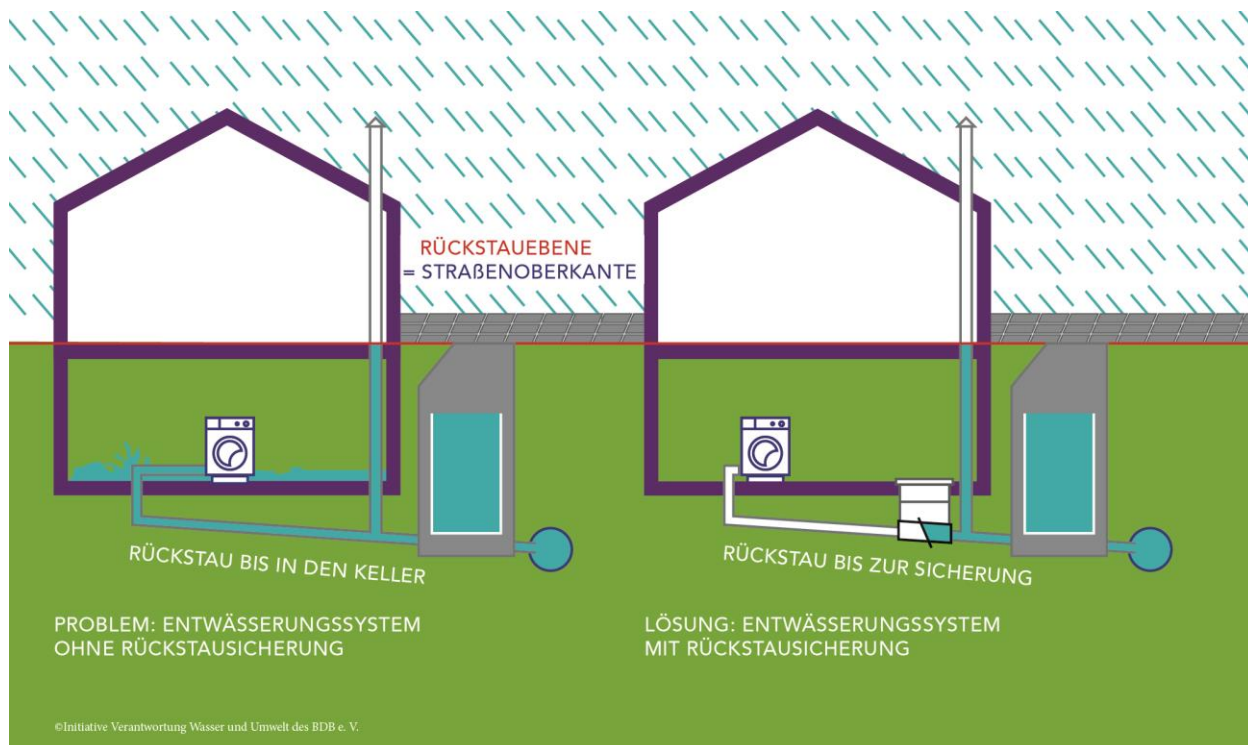 RÜCKSTAUEBENE
= STRAẞENOBERKANTE
RÜCKSTAU BIS IN DEN KELLER
RÜCKSTAU BIS ZUR SICHERUNG
PROBLEM: ENTWÄSSERUNGSSYSTEM
OHNE RÜCKSTAUSICHERUNG
LÖSUNG: ENTWÄSSERUNGSSYSTEM
MIT RÜCKSTAUSICHERUNG
©Initiative Verantwortung Wasser und Umwelt des BDB e. V.